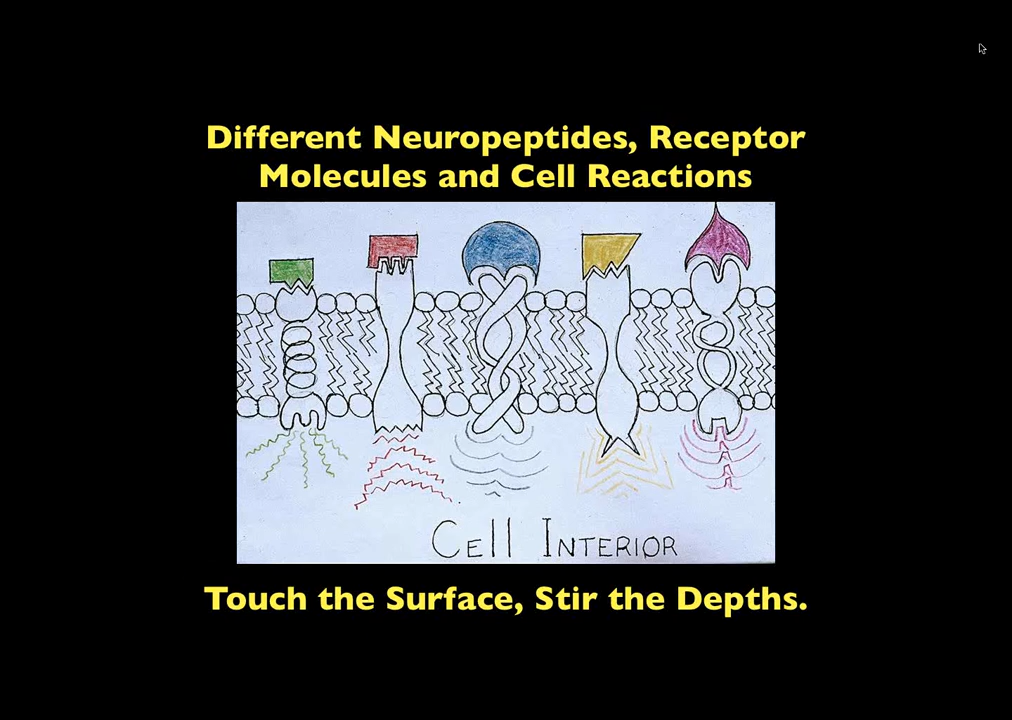 Different Neuropeptides, Receptor
Molecules and Cell Reactions
CELL INTERIOR
Touch the Surface, Stir the Depths.